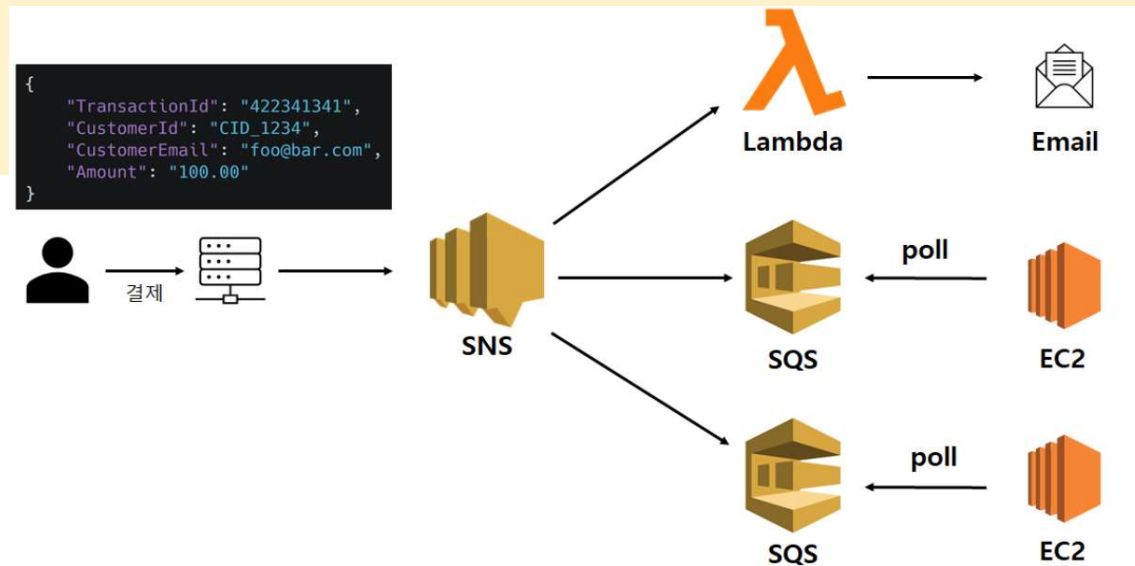 {
    "TransactionId": "422341341",
    "CustomerId": "CID_1234",
    "CustomerEmail": "foo@bar.com",
    "Amount": "100.00"
}
결제
SNS
Lambda
Email
SQS
poll
EC2
SQS
poll
EC2